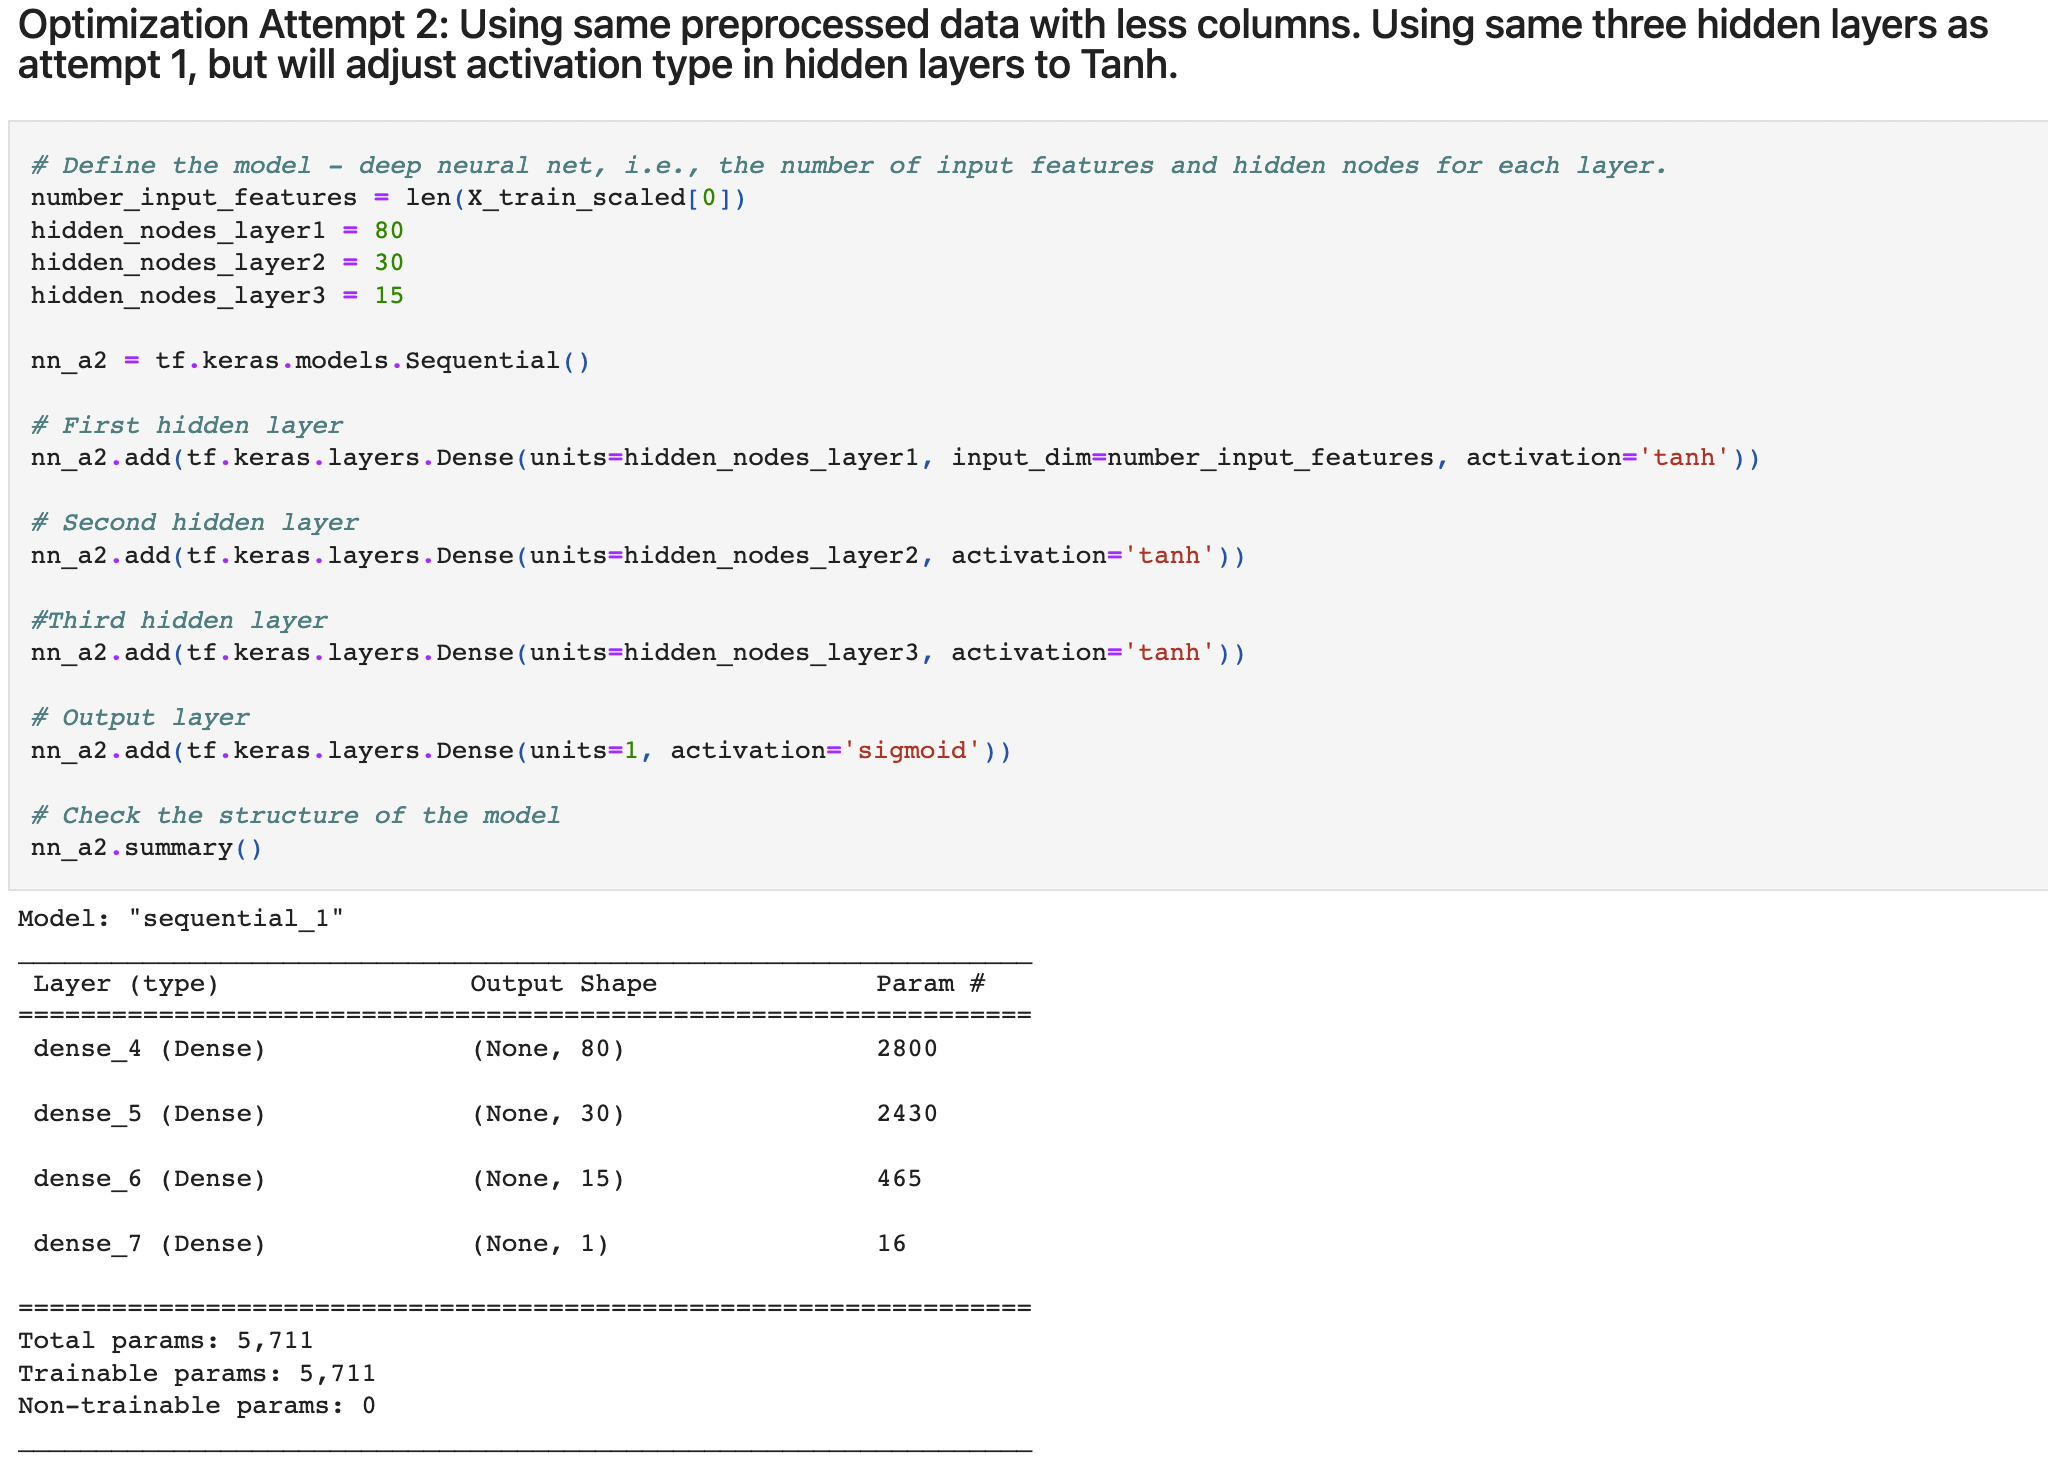 Optimization Attempt 2: Using same preprocessed data with less columns. Using same three hidden layers as
attempt 1, but will adjust activation type in hidden layers to Tanh.
# Define the model - deep neural net, i.e., the number of input features and hidden nodes for each layer.
number_input_features = len(X_train_scaled[0])
hidden_nodes_layer1 = 80
hidden_nodes_layer2 = 30
hidden_nodes_layer3 = 15
nn_a2 = tf.keras.models.Sequential()
# First hidden layer
nn_a2.add(tf.keras.layers.Dense(units=hidden_nodes_layer1, input_dim=number_input_features, activation='tanh'))
# Second hidden layer
nn_a2.add(tf.keras.layers.Dense(units=hidden_nodes_layer2, activation='tanh'))
#Third hidden layer
nn_a2.add(tf.keras.layers.Dense(units=hidden_nodes_layer3, activation='tanh'))
# Output layer
nn_a2.add(tf.keras.layers.Dense(units=1, activation='sigmoid'))
# Check the structure of the model
nn_a2.summary()
Model: "sequential_1"
_________________________________________________________________
Layer (type) Output Shape Param #
=================================================================
dense_4 (Dense) (None, 80) 2800
dense_5 (Dense) (None, 30) 2430
dense_6 (Dense) (None, 15) 465
dense_7 (Dense) (None, 1) 16
=================================================================
Total params: 5,711
Trainable params: 5,711
Non-trainable params: 0
_________________________________________________________________